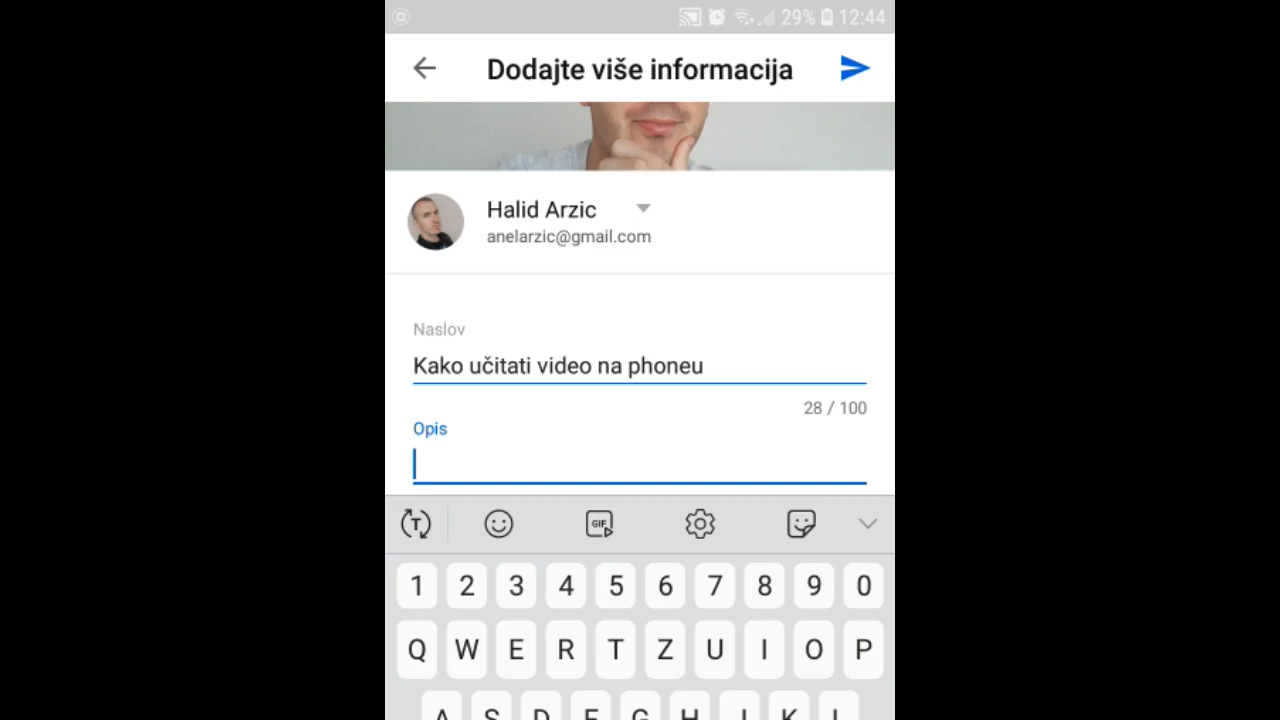 29% 12:44
Dodajte više informacija
Halid Arzic
anelarzic@gmail.com
Naslov
Kako učitati video na phoneu
28 / 100
Opis
T GIF
1 2 3 4 5 6 7 8 9 0
Q W E R T Z U I O P
A S D F G H J K L